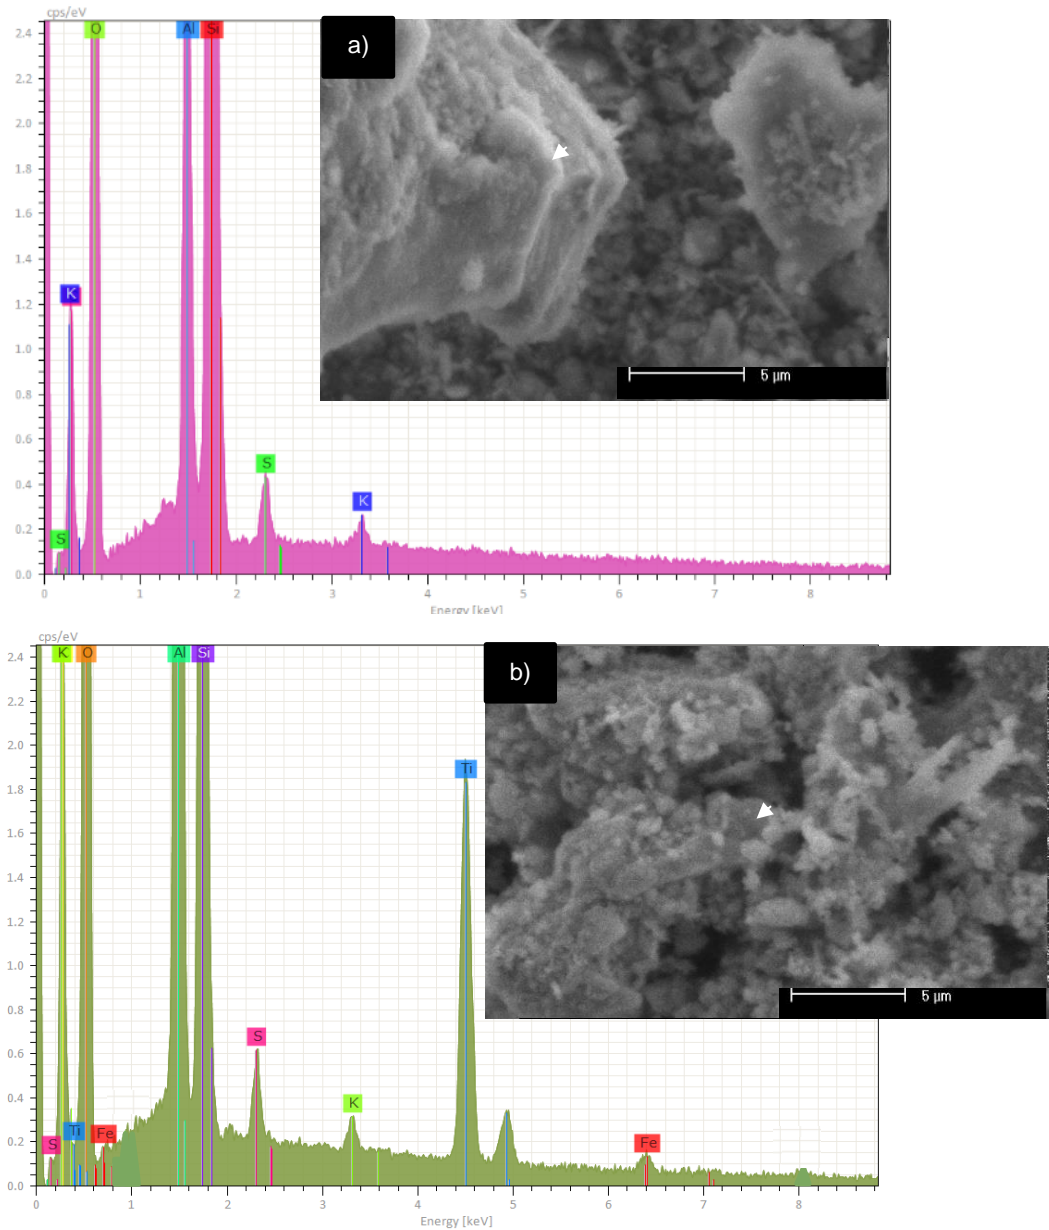 cps/eV
O Al Si
a)
2.4
2.2
2.0
1.8
1.6
1.4
K
1.2
1.0
0.8
0.6
S
0.4
K
0.2
S
0.0
5 µm
0 1 2 3 4 5 6 7 8
Energy [keV]
cps/eV
K O Al Si
b)
2.4
2.2
2.0
1.8
Ti
1.6
1.4
1.2
1.0
0.8
S
0.6
K
0.4
Ti Fe
S
Fe
0.2
0.0
5 µm
0 1 2 3 4 5 6 7 8
Energy [keV]